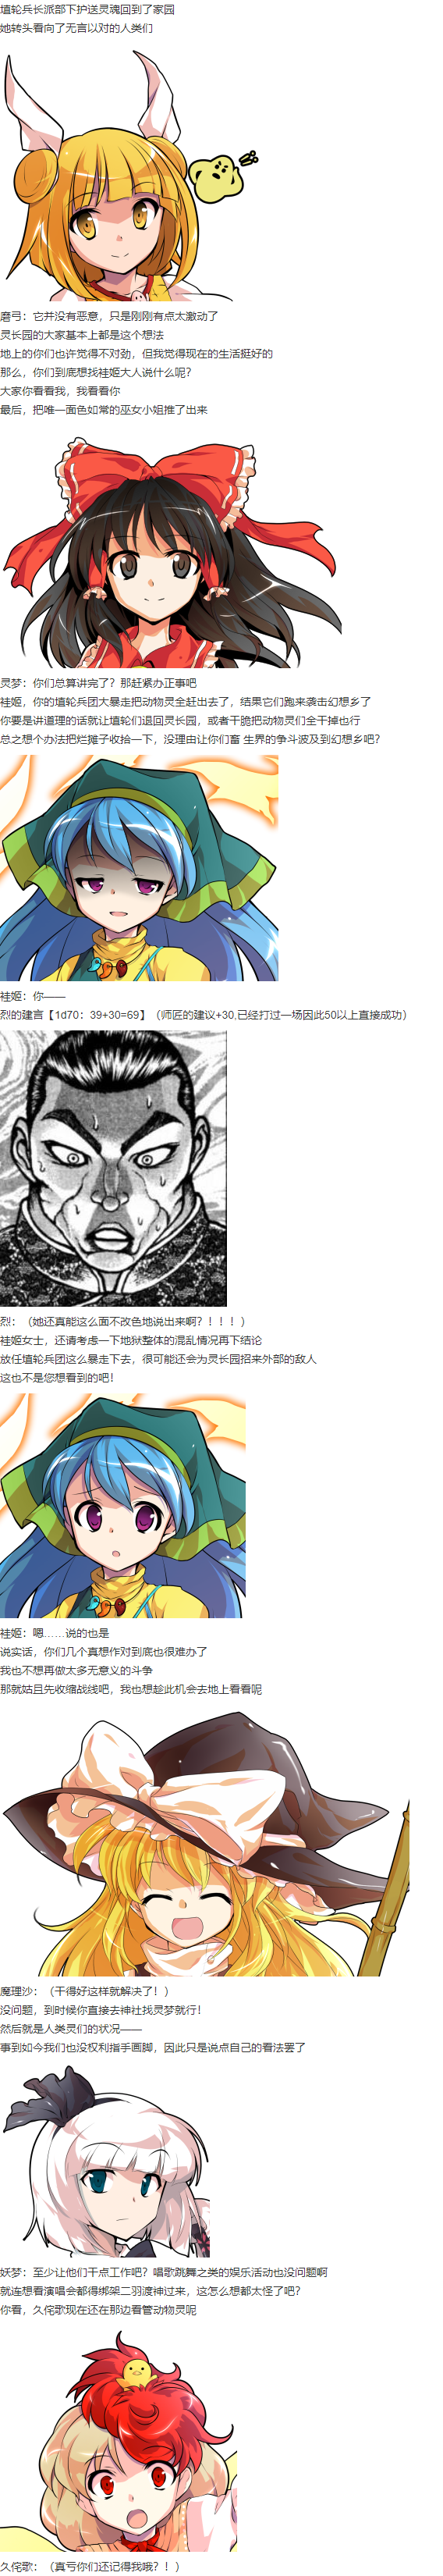 埴轮兵长派部下护送灵魂回到了家园
她转头看向了无言以对的人类们
磨弓：它并没有恶意，只是刚刚有点太激动了
灵长园的大家基本上都是这个想法
地上的你们也许觉得不对劲，但我觉得现在的生活挺好的
那么，你们到底想找袿姬大人说什么呢？
大家你看看我，我看看你
最后，把唯一面色如常的巫女小姐推了出来
灵梦：你们总算讲完了？那赶紧办正事吧
袿姬，你的埴轮兵团大暴走把动物灵全赶出去了，结果它们跑来袭击幻想乡了
你要是讲道理的话就让埴轮们退回灵长园，或者干脆把动物灵们全干掉也行
总之想个办法把烂摊子收拾一下，没理由让你们畜 生界的争斗波及到幻想乡吧？
袿姬：你——
烈的建言【1d70：39+30=69】（师匠的建议+30,已经打过一场因此50以上直接成功）
烈：（她还真能这么面不改色地说出来啊？！！！）
袿姬女士，还请考虑一下地狱整体的混乱情况再下结论
放任埴轮兵团这么暴走下去，很可能还会为灵长园招来外部的敌人
这也不是您想看到的吧！
袿姬：嗯……说的也是
说实话，你们几个真想作对到底也很难办了
我也不想再做太多无意义的斗争
那就姑且先收缩战线吧，我也想趁此机会去地上看看呢
魔理沙：（干得好这样就解决了！）
没问题，到时候你直接去神社找灵梦就行！
然后就是人类灵们的状况——
事到如今我们也没权利指手画脚，因此只是说点自己的看法罢了
妖梦：至少让他们干点工作吧？唱歌跳舞之类的娱乐活动也没问题啊
就连想看演唱会都得绑架二羽渡神过来，这怎么想都太怪了吧？
你看，久侘歌现在还在那边看管动物灵呢
久侘歌：（真亏你们还记得我哦？！）